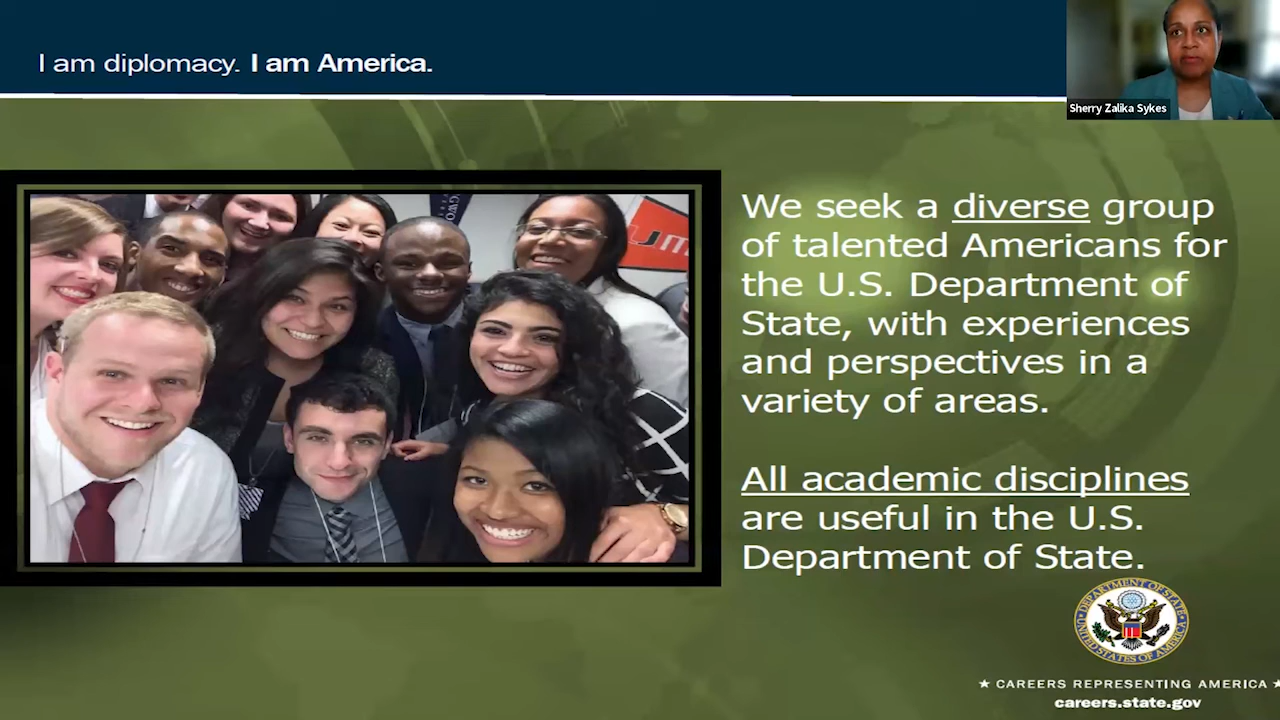 I am diplomacy. I am America.
Sherry Zalika Sykes
We seek a diverse group
of talented Americans for
the U.S. Department of
State, with experiences
and perspectives in a
variety of areas.
All academic disciplines
are useful in the U.S.
Department of State.
DEPARTMENT OF STATE
UNITED STATES OF AMERICA
★ CAREERS REPRESENTING AMERICA ★
careers.state.gov